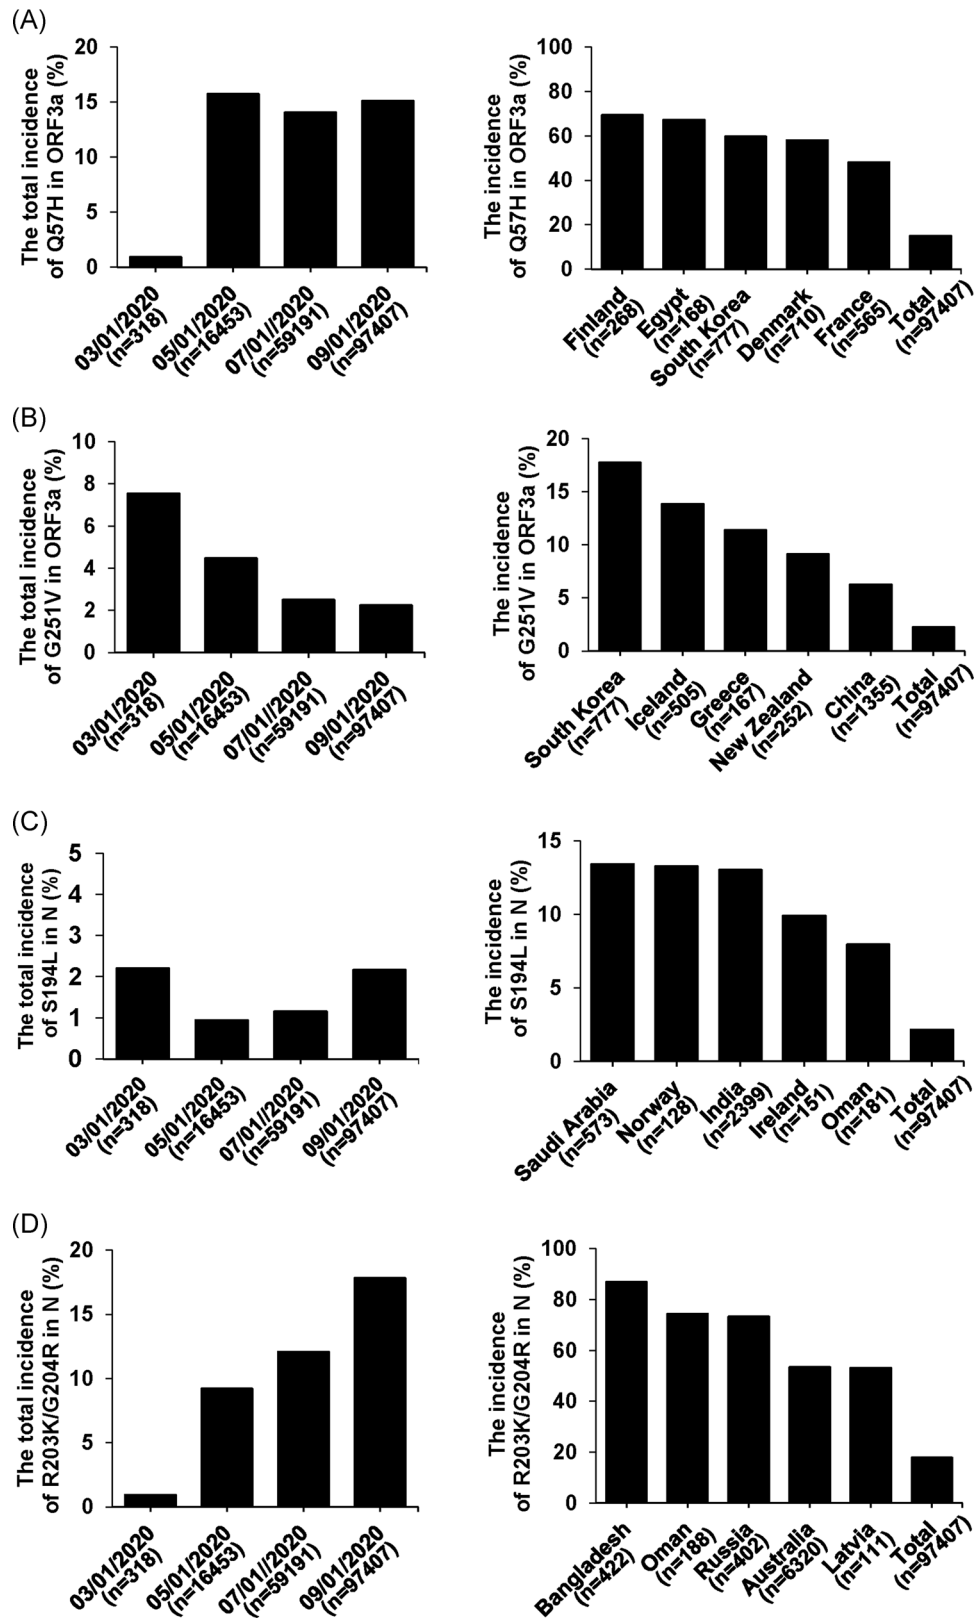 (A)
The total incidence
of Q57H in ORF3a (%)
20
15
10
5
0
03/01/2020
(n=318)
05/01/2020
(n=16453)
07/01//2020
(n=59191)
09/01/2020
(n=97407)
The incidence
of Q57H in ORF3a (%)
100
80
60
40
20
0
Finland
(n=268)
Egypt
(n=168)
South Korea
(n=777)
Denmark
(n=710)
France
(n=565)
Total
(n=97407)
(B)
The total incidence
of G251V in ORF3a (%)
10
8
6
4
2
0
03/01/2020
(n=318)
05/01/2020
(n=16453)
07/01//2020
(n=59191)
09/01/2020
(n=97407)
The incidence
of G251V in ORF3a (%)
20
15
10
5
0
South Korea
(n=777)
Iceland
(n=505)
Greece
(n=167)
New Zealand
(n=252)
China
(n=1355)
Total
(n=97407)
(C)
The total incidence
of S194L in N (%)
5
4
3
2
1
0
03/01/2020
(n=318)
05/01/2020
(n=16453)
07/01//2020
(n=59191)
09/01/2020
(n=97407)
The incidence
of S194L in N (%)
15
10
5
0
Saudi Arabia
(n=573)
Norway
(n=128)
India
(n=2399)
Ireland
(n=151)
Oman
(n=181)
Total
(n=97407)
(D)
The total incidence
of R203K/G204R in N (%)
20
15
10
5
0
03/01/2020
(n=318)
05/01/2020
(n=16453)
07/01//2020
(n=59191)
09/01/2020
(n=97407)
The incidence
of R203K/G204R in N (%)
100
80
60
40
20
0
Bangladesh
(n=422)
Oman
(n=188)
Russia
(n=402)
Australia
(n=6320)
Latvia
(n=111)
Total
(n=97407)